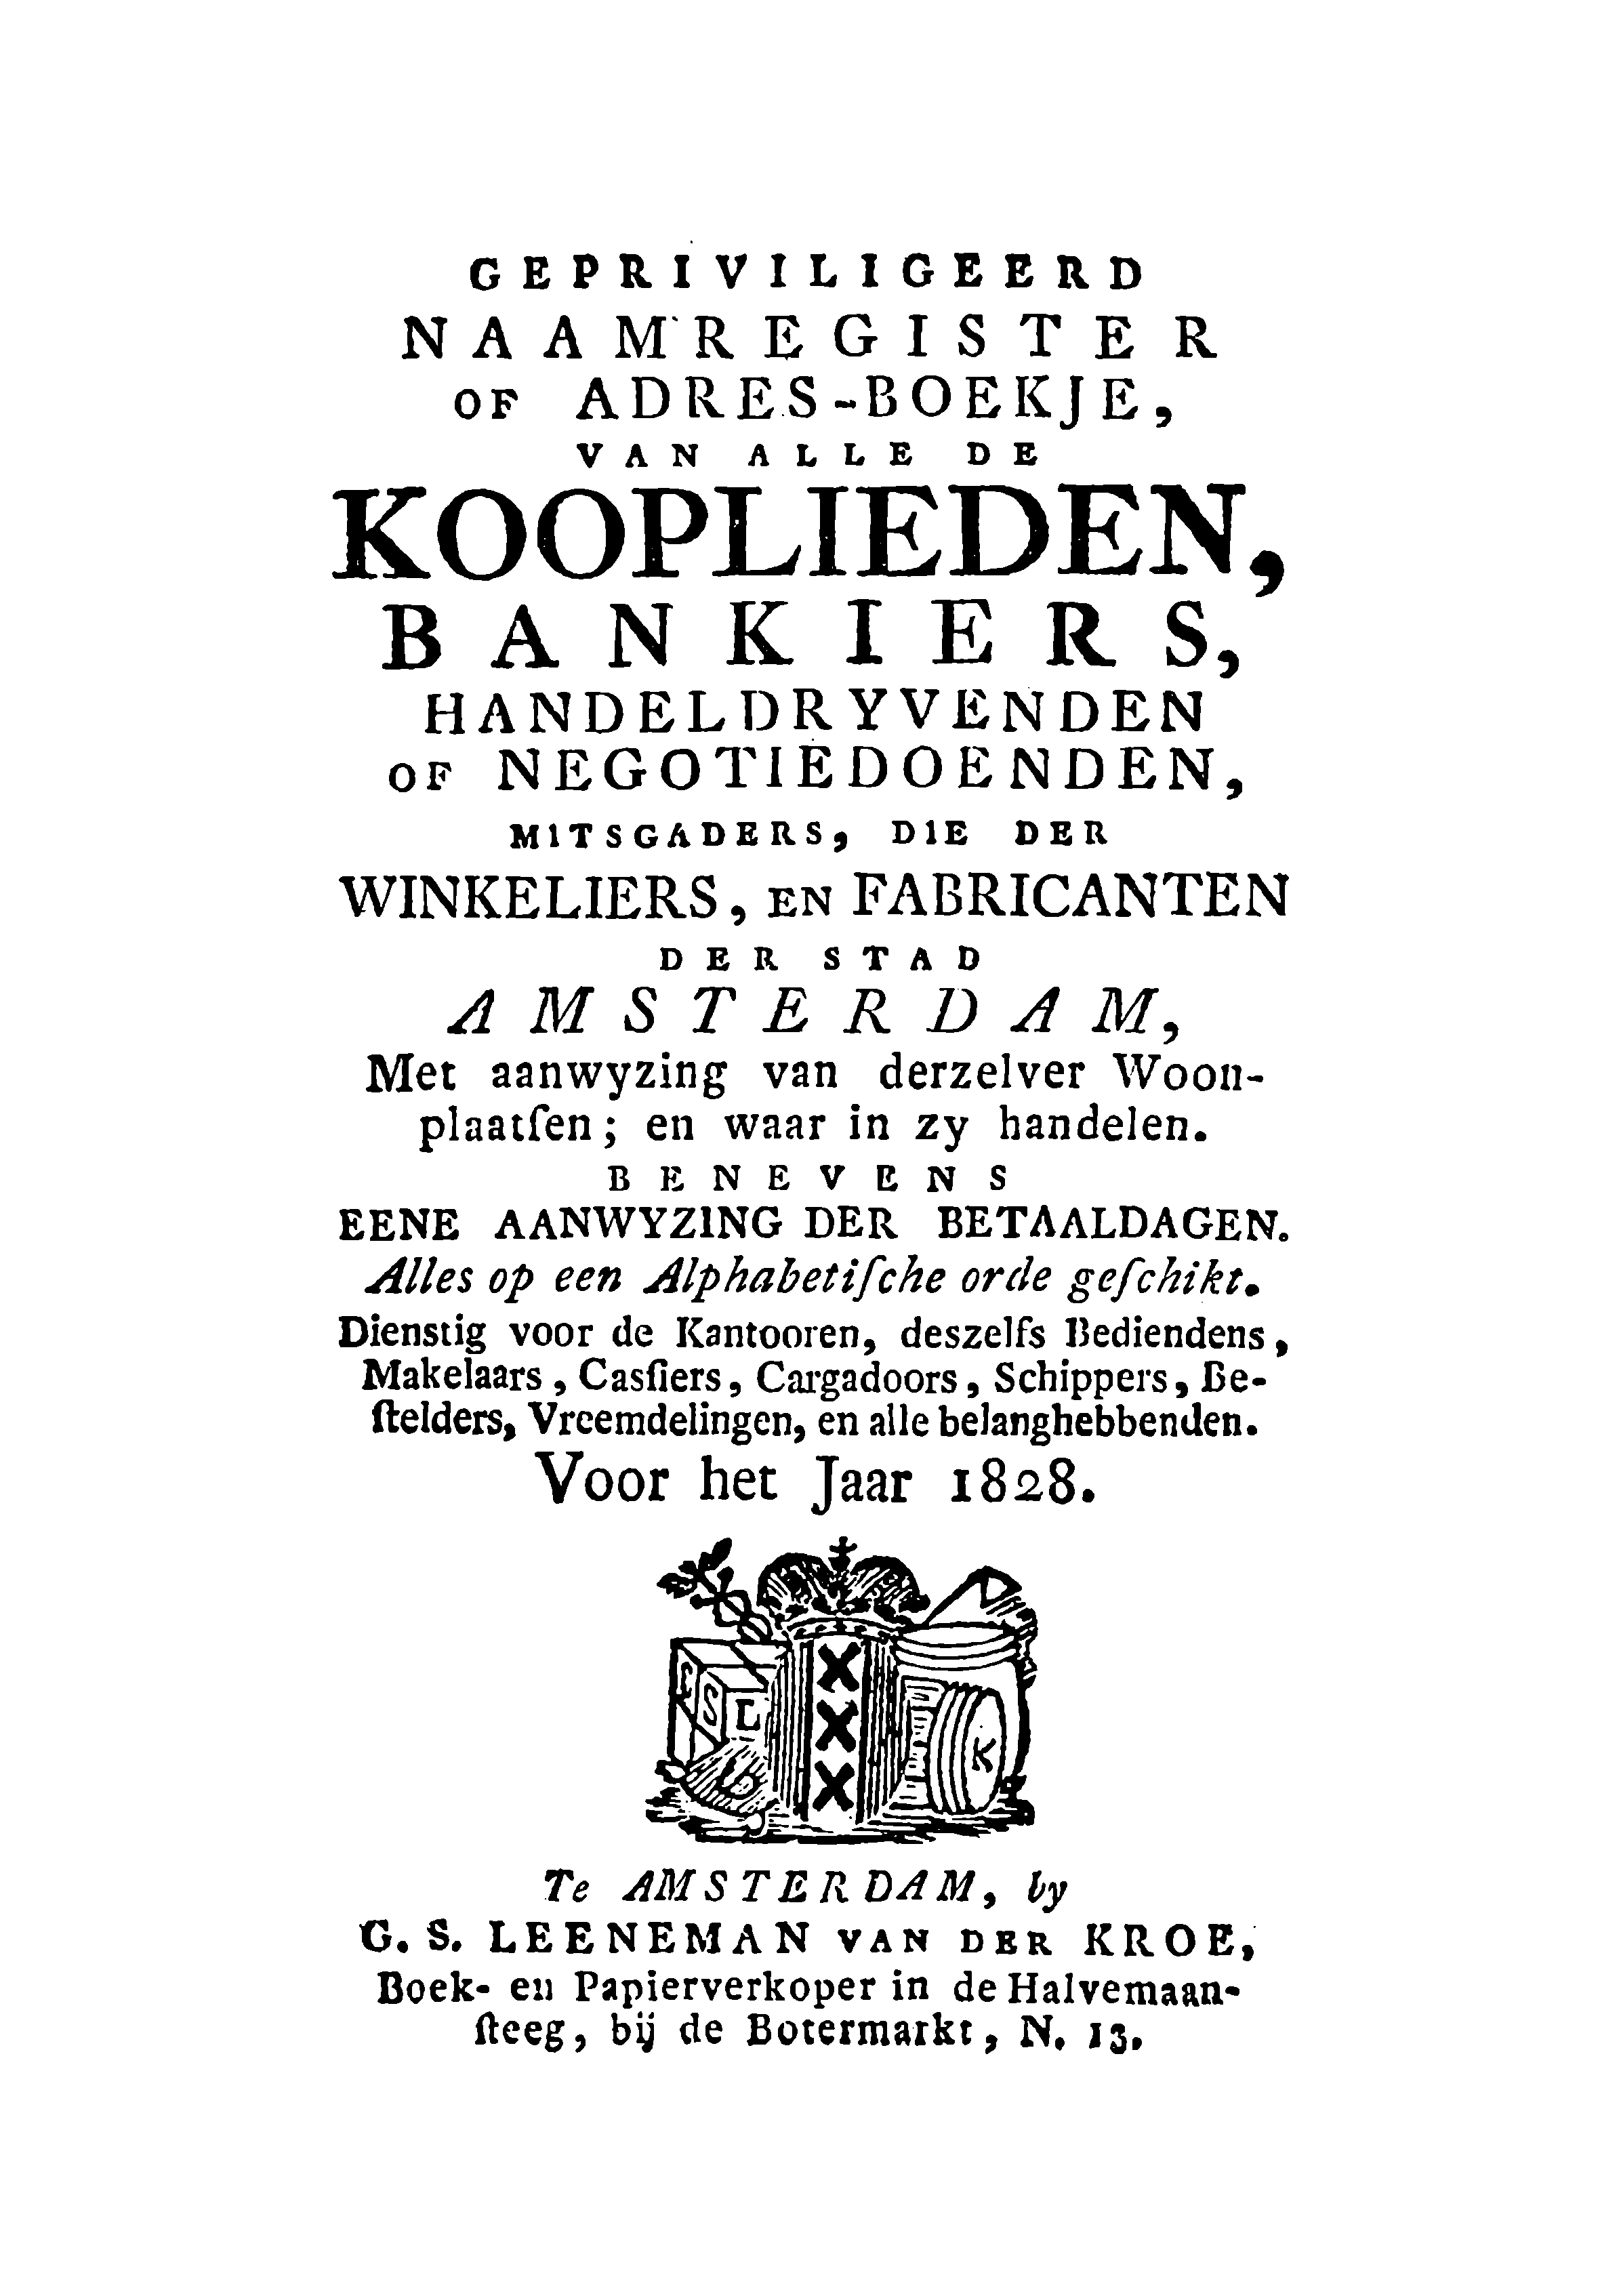 GEPRIVILIGEERD
NAAMREGISTER
OF ADRES-BOEKJE,
VAN ALLE DE
KOOPLIEDEN,
BANKIERS,
HANDELDRYVENDEN
OF NEGOTIEDOENDEN,
MITSGADERS, DIE DER
WINKELIERS, EN FABRICANTEN
DER STAD
AMSTERDAM,
Met aanwyzing van derzelver Woon-
plaatſen; en waar in zy handelen.
BENEVENS
EENE AANWYZING DER BETAALDAGEN.
Alles op een Alphabetiſche orde geſchikt.
Dienstig voor de Kantooren, deszelfs Bediendens,
Makelaars, Casſiers, Cargadoors, Schippers, Be-
ſtelders, Vreemdelingen, en alle belanghebbenden.
Voor het Jaar 1828.
S L
K
Te AMSTERDAM, by
G. S. LEENEMAN VAN DER KROE,
Boek- en Papierverkoper in de Halvemaan-
ſteeg, bij de Botermarkt, N. 13.